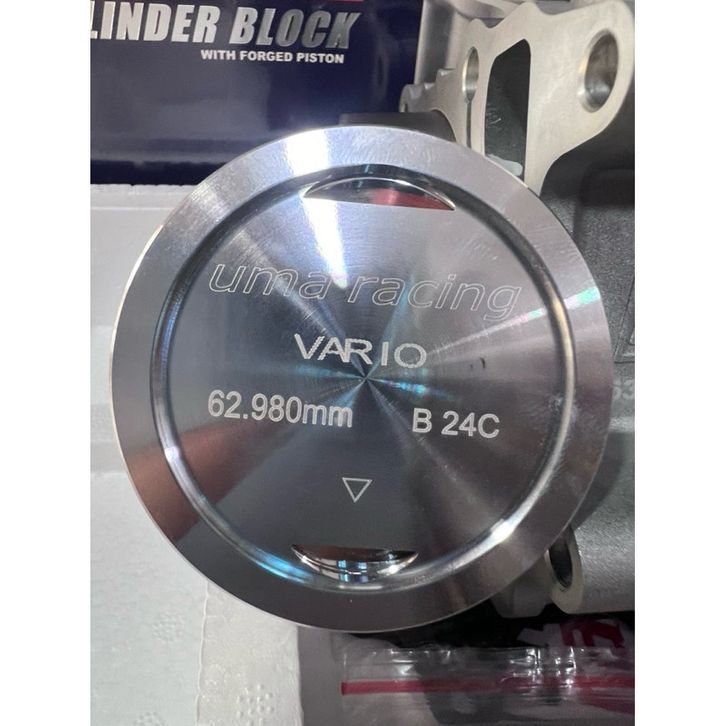 LINDER BLOCK
WITH FORGED PISTON
uma racing
VARIO
62.980mm B 24C